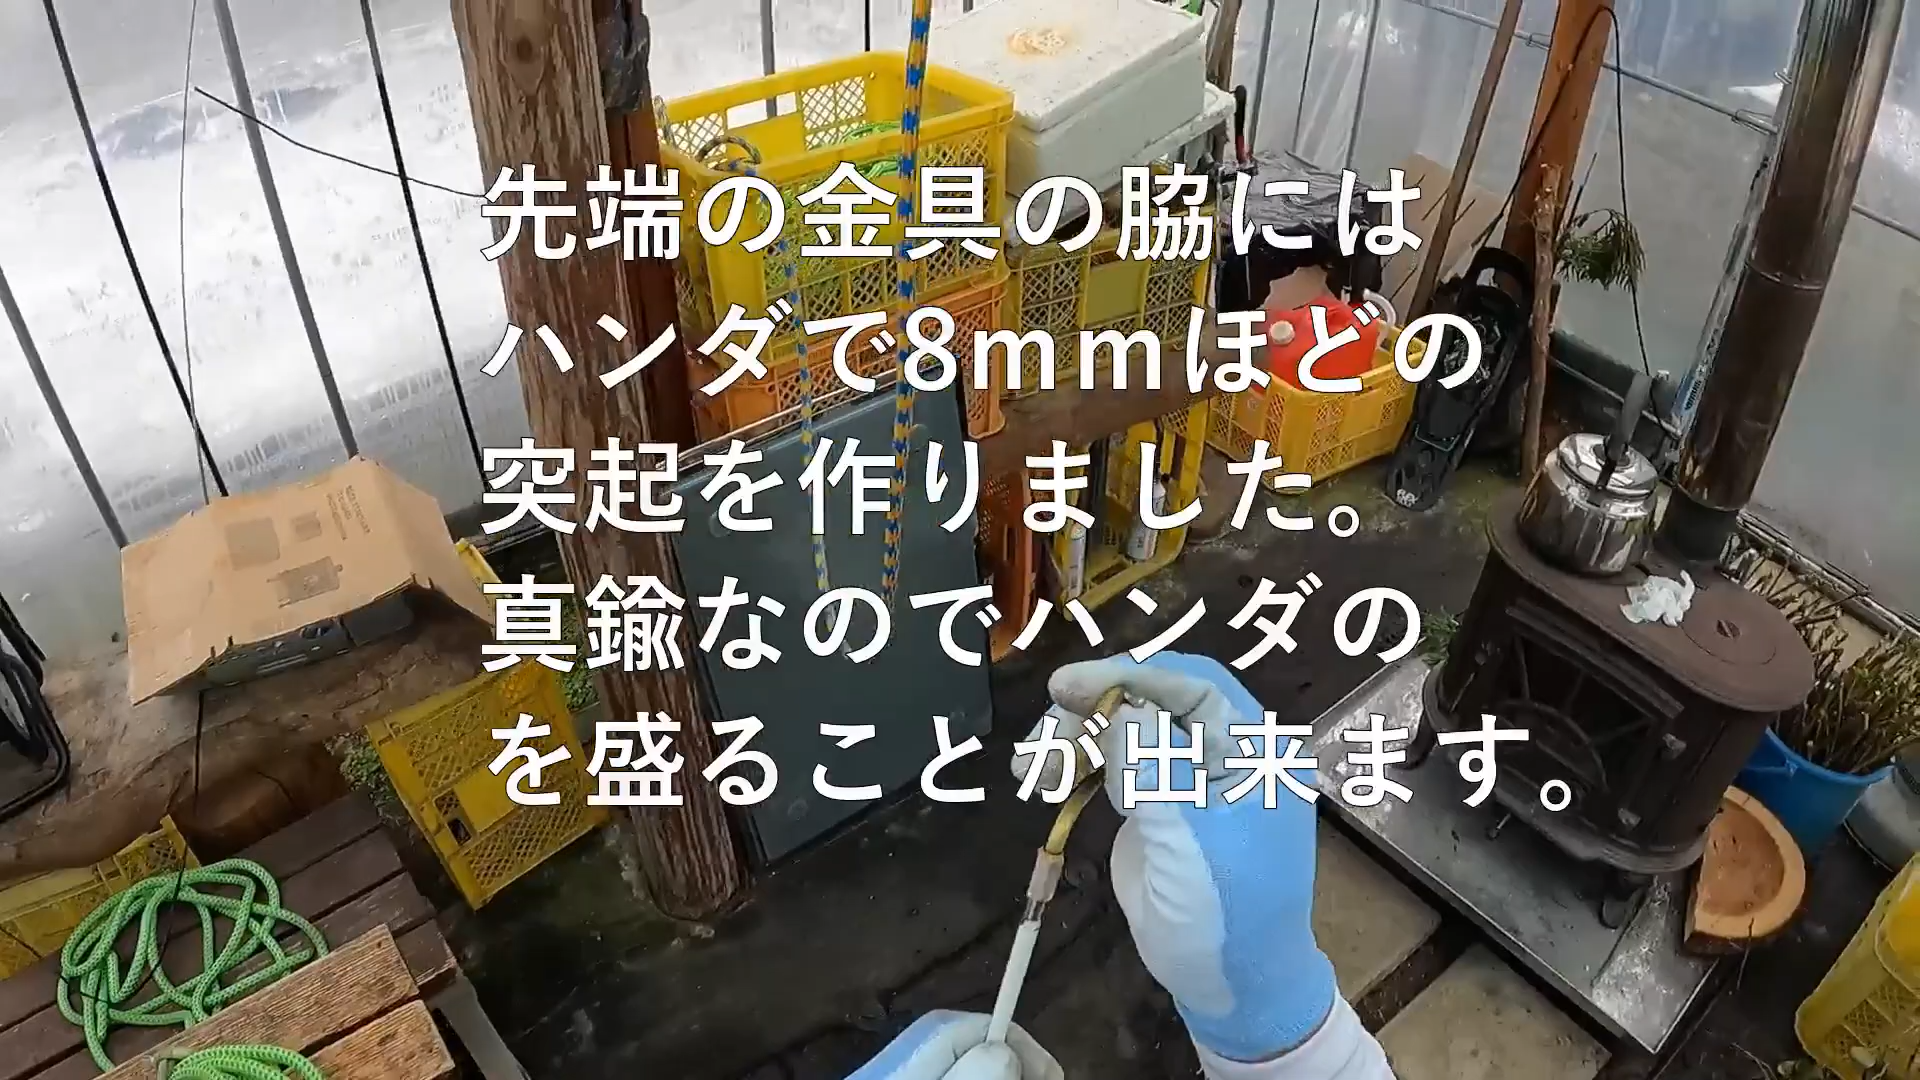 先端の金具の脇には
ハンダで8mmほどの
突起を作りました。
真鍮なのでハンダの
を盛ることが出来ます。